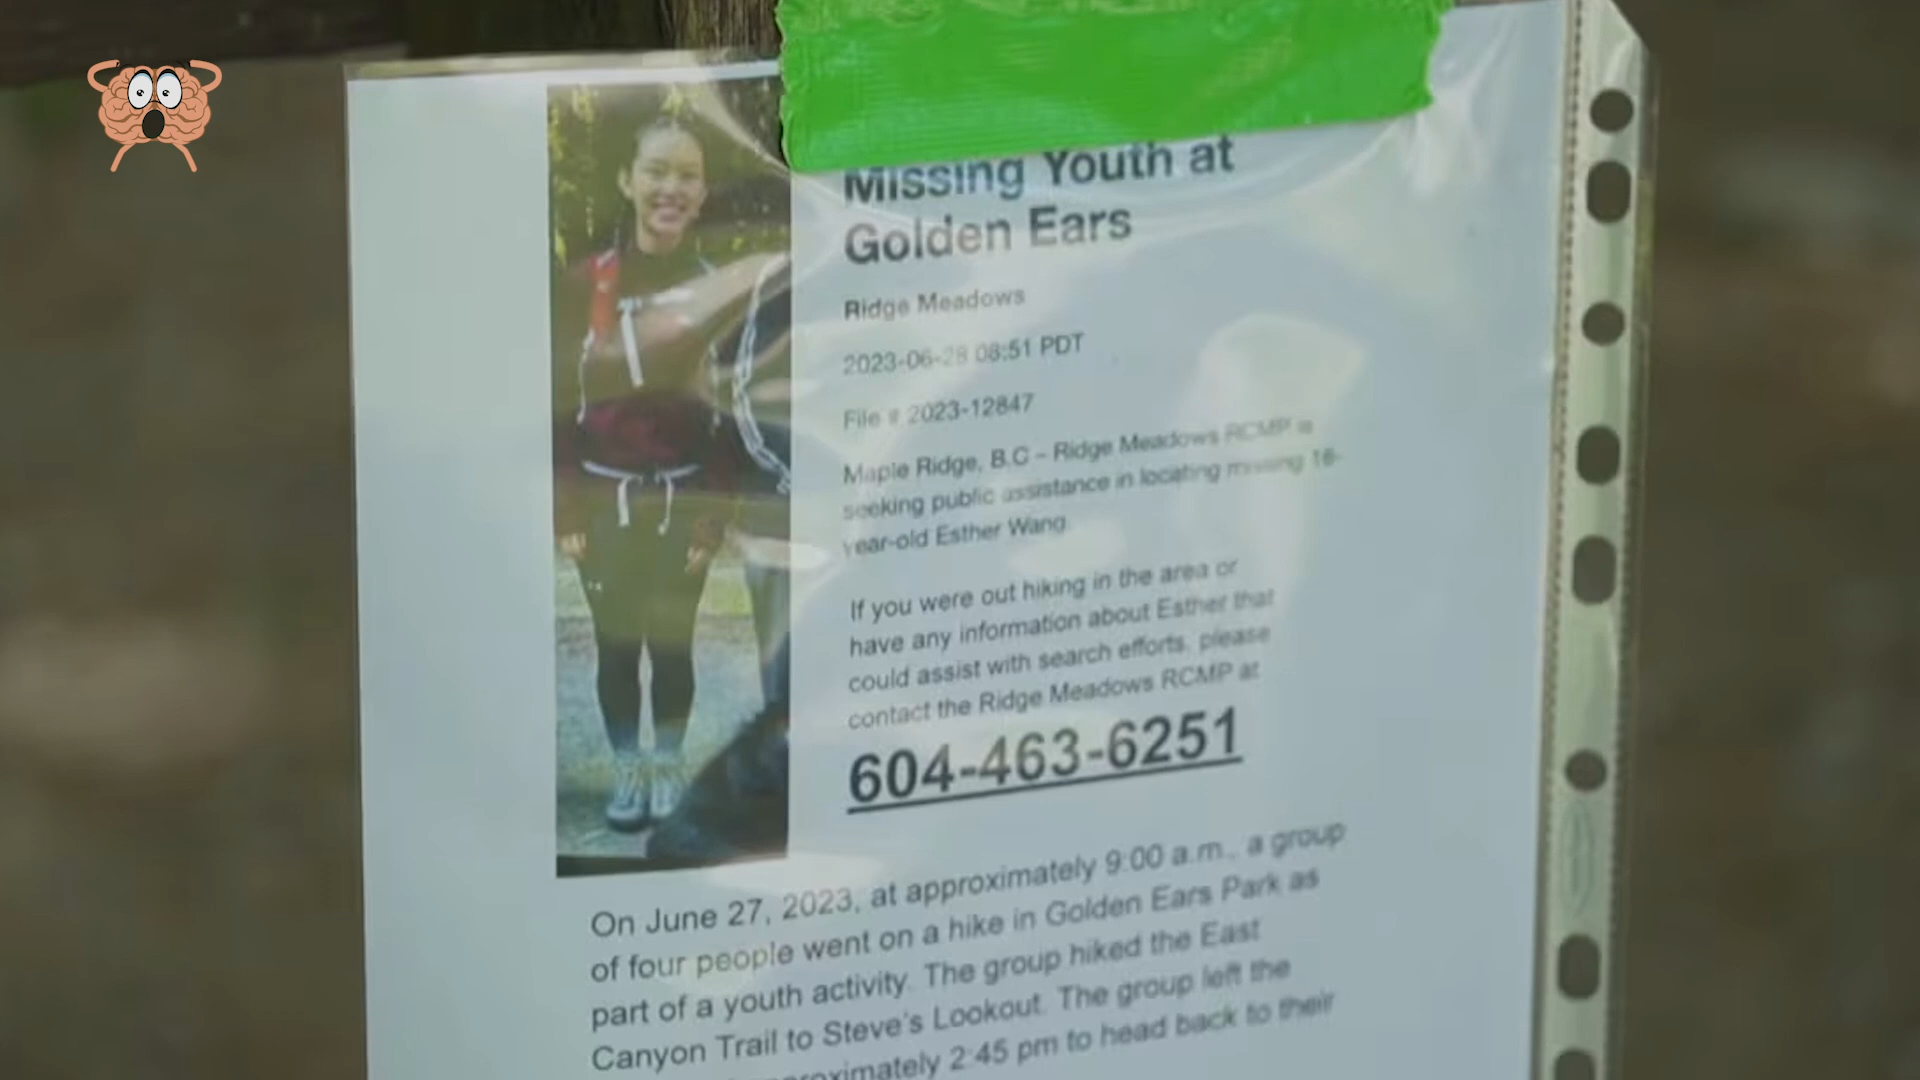 Missing Youth at
Golden Ears
Ridge Meadows
2023-06-28 08:51 PDT
File # 2023-12847
Maple Ridge, B.C – Ridge Meadows RCMP is
seeking public assistance in locating missing 16-
year-old Esther Wang
If you were out hiking in the area or
have any information about Esther that
could assist with search efforts, please
contact the Ridge Meadows RCMP at
604-463-6251
On June 27, 2023, at approximately 9:00 a.m., a group
of four people went on a hike in Golden Ears Park as
part of a youth activity. The group hiked the East
Canyon Trail to Steve's Lookout. The group left the
2:45 pm to head back to their